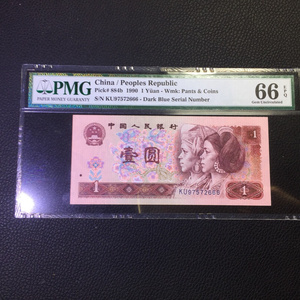 PMG
PAPER MONEY GUARANTY
China / Peoples Republic
Pick# 884b 1990 1 Yüan - Wmk: Pants & Coins
S/N KU97572666 - Dark Blue Serial Number
66 EPQ
Gem Uncirculated
中国人民银行
1
壹圆
1
KU97572666